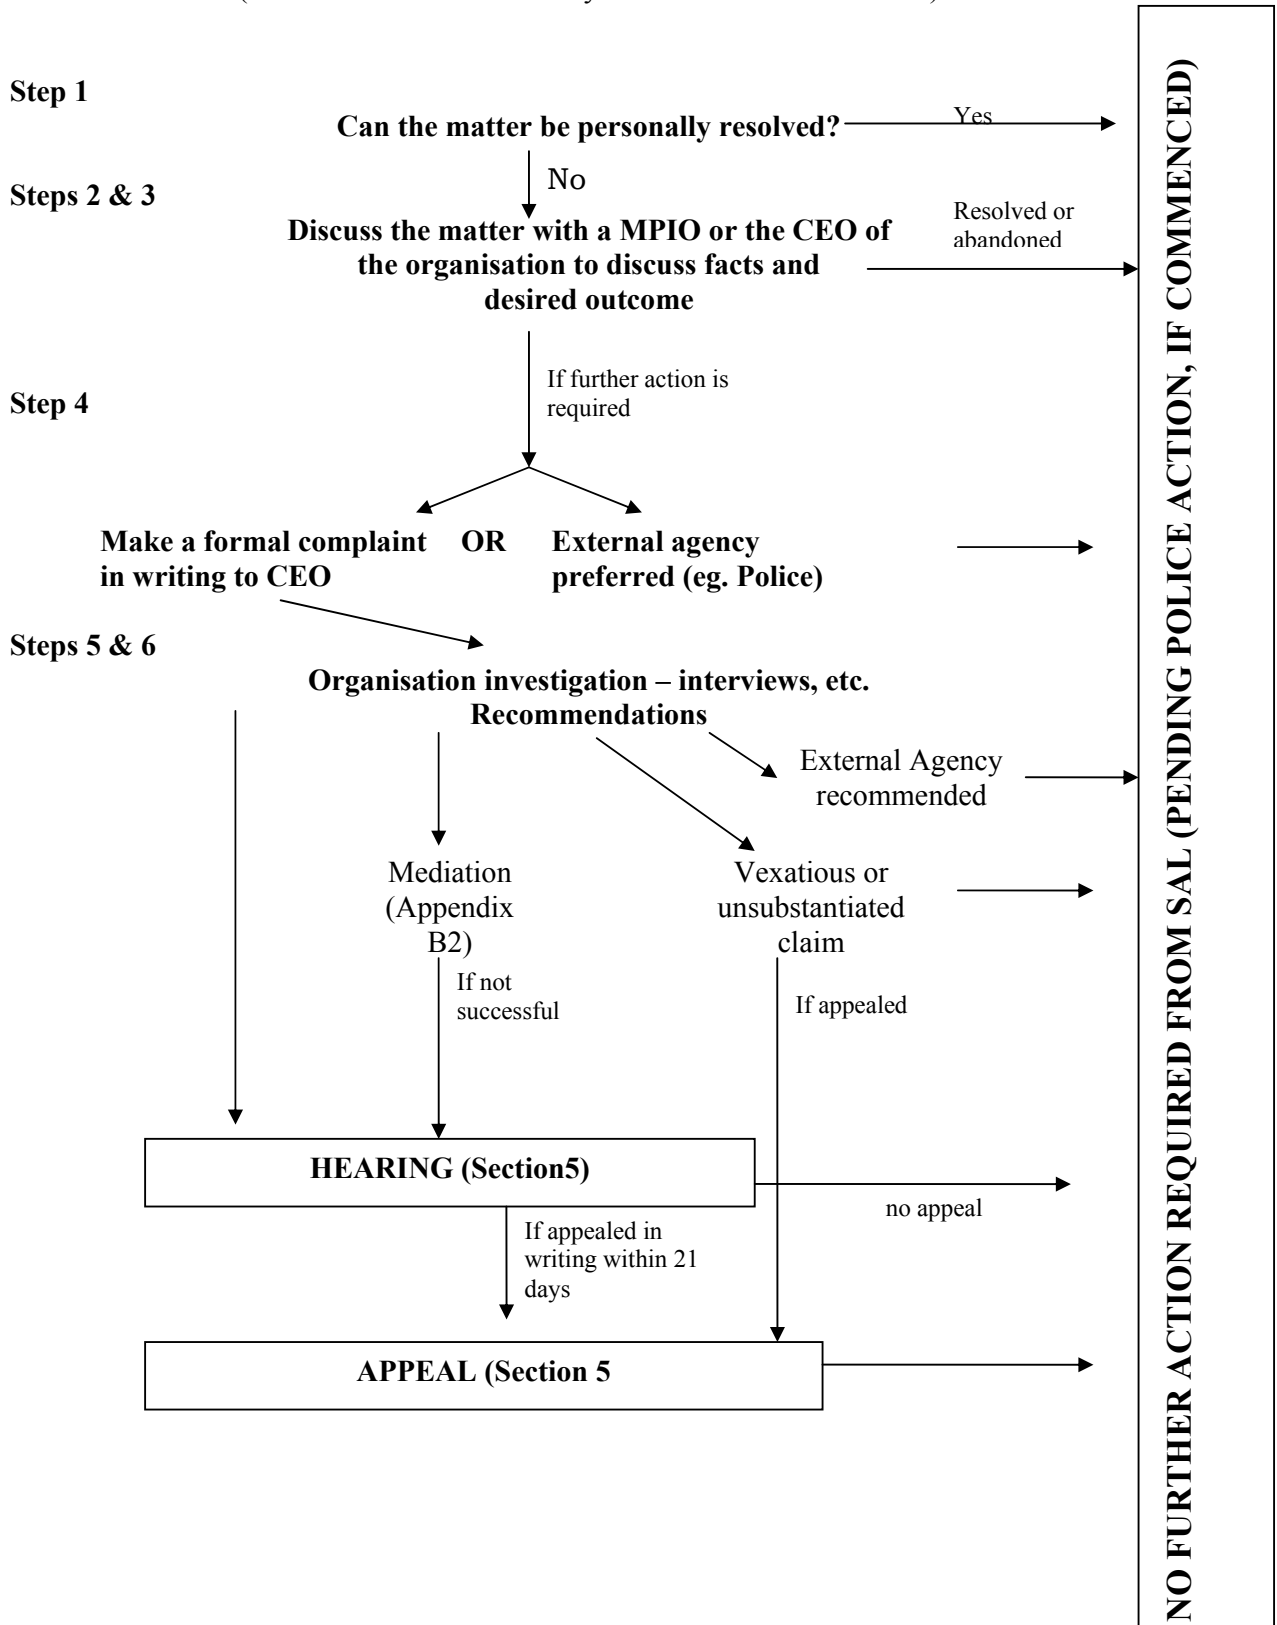 Step 1
Can the matter be personally resolved?
Yes
No
Steps 2 & 3
Resolved or
abandoned
Discuss the matter with a MPIO or the CEO of
the organisation to discuss facts and
desired outcome
If further action is
required
Step 4
Make a formal complaint
in writing to CEO
OR
External agency
preferred (eg. Police)
Steps 5 & 6
Organisation investigation – interviews, etc.
Recommendations
External Agency
recommended
Mediation
(Appendix
B2)
Vexatious or
unsubstantiated
claim
If not
successful
If appealed
HEARING (Section5)
no appeal
If appealed in
writing within 21
days
APPEAL (Section 5
NO FURTHER ACTION REQUIRED FROM SAL (PENDING POLICE ACTION, IF COMMENCED)